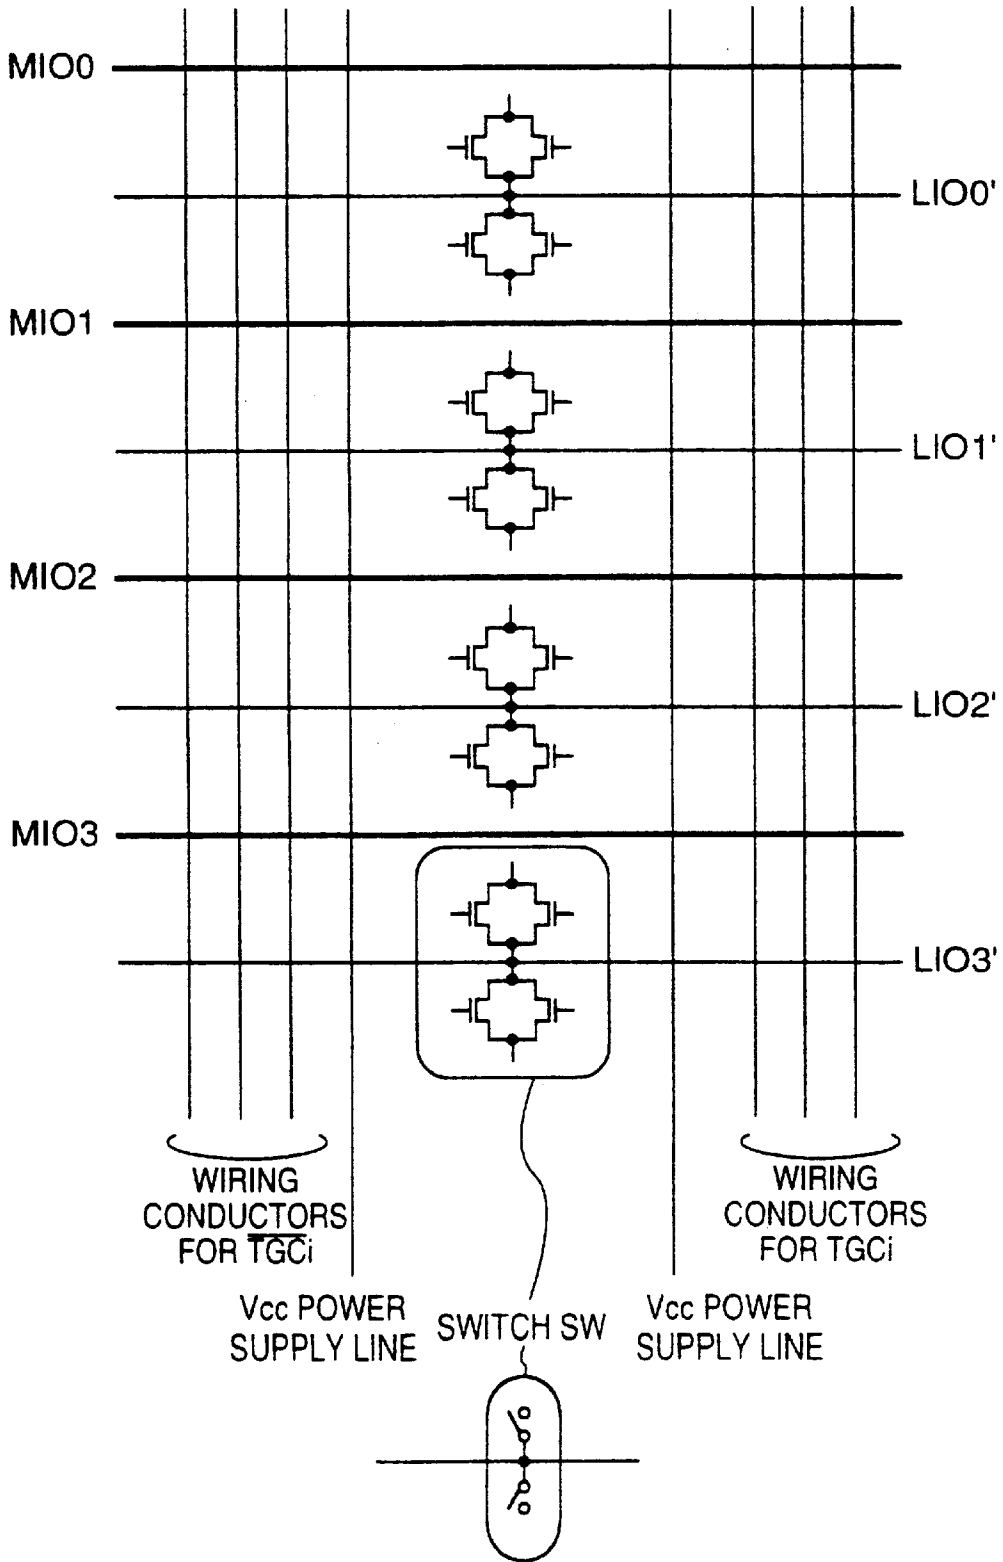 MIO0
LIO0'
MIO1
LIO1'
MIO2
LIO2'
MIO3
LIO3'
WIRING
CONDUCTORS
FOR T̅G̅C̅i
WIRING
CONDUCTORS
FOR TGCi
Vcc POWER
SUPPLY LINE
SWITCH SW
Vcc POWER
SUPPLY LINE